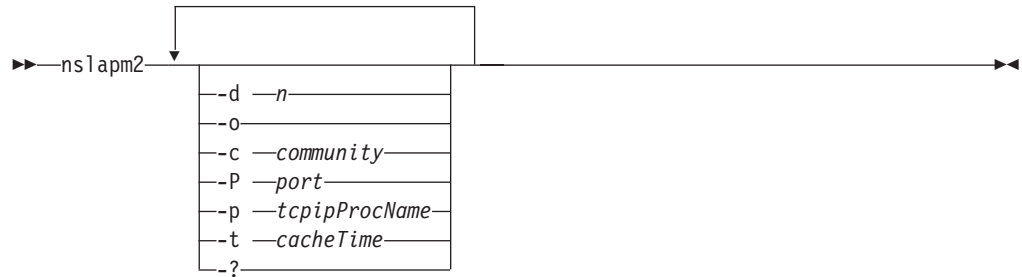 nslapm2
-d n
-o
-c community
-P port
-p tcpipProcName
-t cacheTime
-?